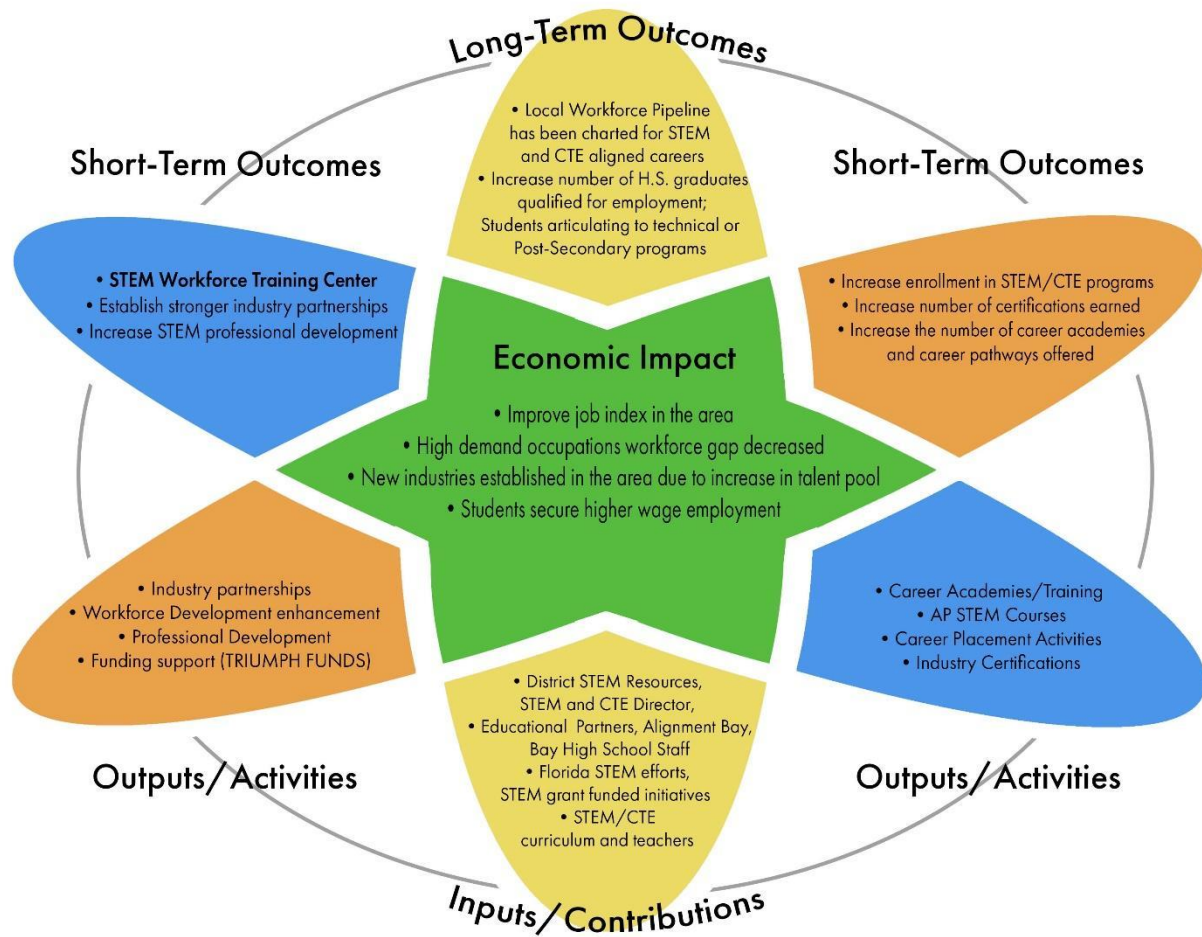 Long-Term Outcomes
• Local Workforce Pipeline
has been charted for STEM
and CTE aligned careers
• Increase number of H.S. graduates
qualified for employment;
Students articulating to technical or
Post-Secondary programs
Short-Term Outcomes
• STEM Workforce Training Center
• Establish stronger industry partnerships
• Increase STEM professional development
Short-Term Outcomes
• Increase enrollment in STEM/CTE programs
• Increase number of certifications earned
• Increase the number of career academies
and career pathways offered
Economic Impact
• Improve job index in the area
• High demand occupations workforce gap decreased
• New industries established in the area due to increase in talent pool
• Students secure higher wage employment
• Industry partnerships
• Workforce Development enhancement
• Professional Development
• Funding support (TRIUMPH FUNDS)
Outputs/Activities
• Career Academies/Training
• AP STEM Courses
• Career Placement Activities
• Industry Certifications
Outputs/Activities
• District STEM Resources,
STEM and CTE Director,
• Educational Partners, Alignment Bay,
Bay High School Staff
• Florida STEM efforts,
STEM grant funded initiatives
• STEM/CTE
curriculum and teachers
Inputs/Contributions